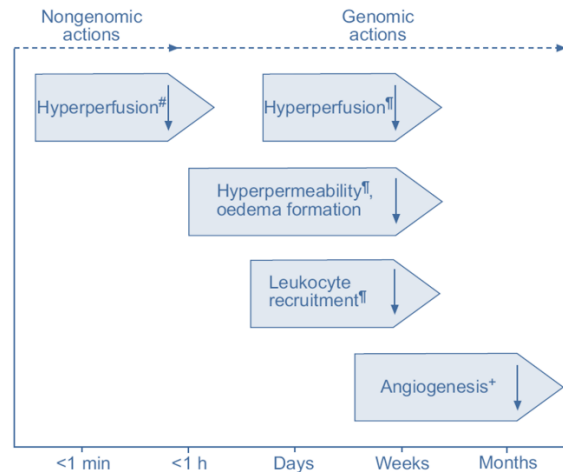 Nongenomic
actions
Genomic
actions
Hyperperfusion#
Hyperperfusion¶
Hyperpermeability¶,
oedema formation
Leukocyte
recruitment¶
Angiogenesis+
<1 min
<1 h
Days
Weeks
Months